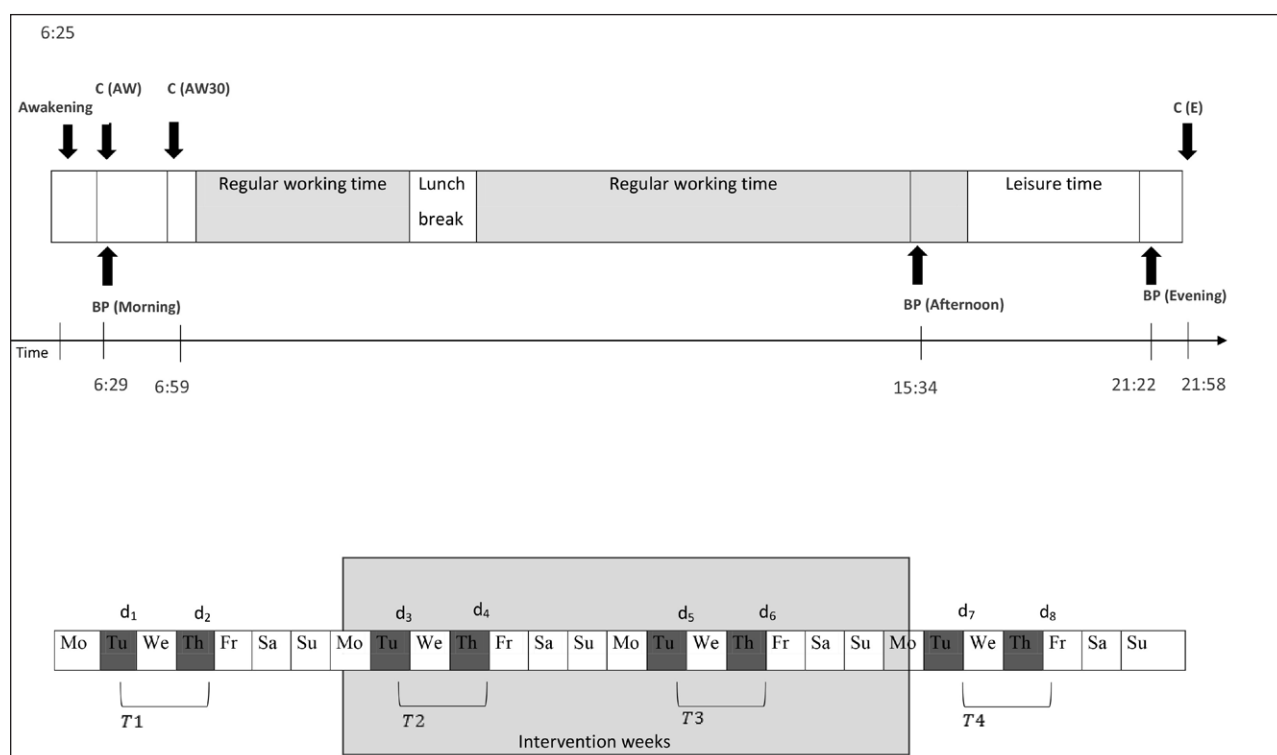 6:25
C (AW)
C (AW30)
Awakening
C (E)
Regular working time
Lunch
break
Regular working time
Leisure time
BP (Morning)
BP (Afternoon)
BP (Evening)
Time
6:29
6:59
15:34
21:22
21:58
d₁ d₂ d₃ d₄ d₅ d₆ d₇ d₈
Mo Tu We Th Fr Sa Su Mo Tu We Th Fr Sa Su Mo Tu We Th Fr Sa Su Mo Tu We Th Fr Sa Su
T1 T2 T3 T4
Intervention weeks